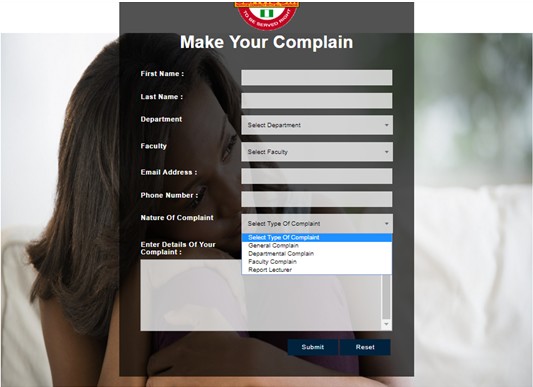 TO BE SERVED RIGHT
Make Your Complain
First Name :
Last Name :
Department
Select Department
Faculty
Select Faculty
Email Address :
Phone Number :
Nature Of Complaint
Select Type Of Complaint
Select Type Of Complaint
General Complain
Departmental Complain
Faculty Complain
Report Lecturer
Enter Details Of Your
Complaint :
Submit
Reset